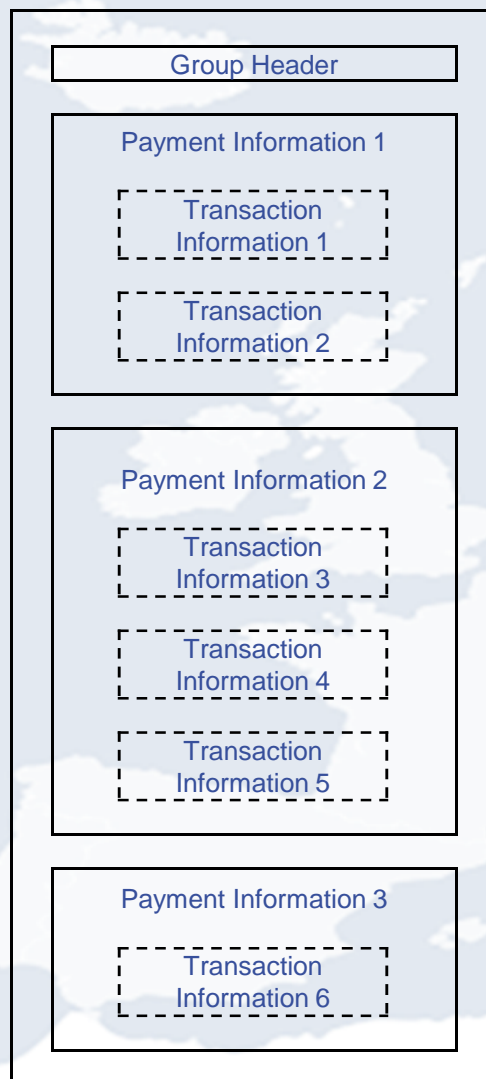 Group Header
Payment Information 1
Transaction
Information 1
Transaction
Information 2
Payment Information 2
Transaction
Information 3
Transaction
Information 4
Transaction
Information 5
Payment Information 3
Transaction
Information 6